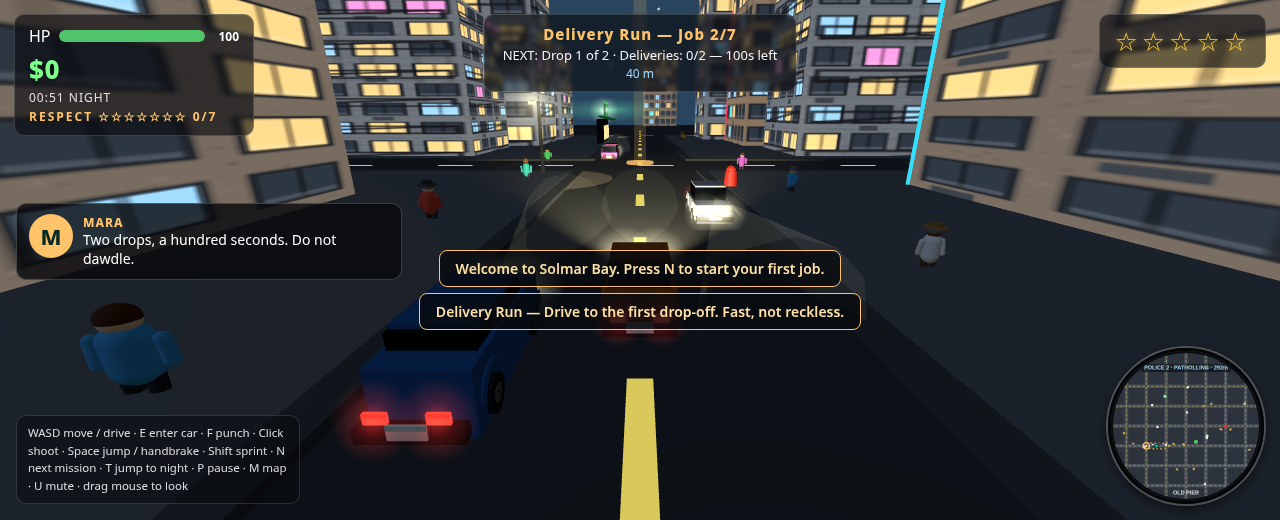 HP 100
$0
00:51 NIGHT
RESPECT ☆☆☆☆☆☆☆ 0/7
Delivery Run — Job 2/7
NEXT: Drop 1 of 2 · Deliveries: 0/2 — 100s left
40 m
☆☆☆☆☆
M
MARA
Two drops, a hundred seconds. Do not
dawdle.
Welcome to Solmar Bay. Press N to start your first job.
Delivery Run — Drive to the first drop-off. Fast, not reckless.
WASD move / drive · E enter car · F punch · Click
shoot · Space jump / handbrake · Shift sprint · N
next mission · T jump to night · P pause · M map
· U mute · drag mouse to look
POLICE 2 · PATROLLING · 292m
OLD PIER